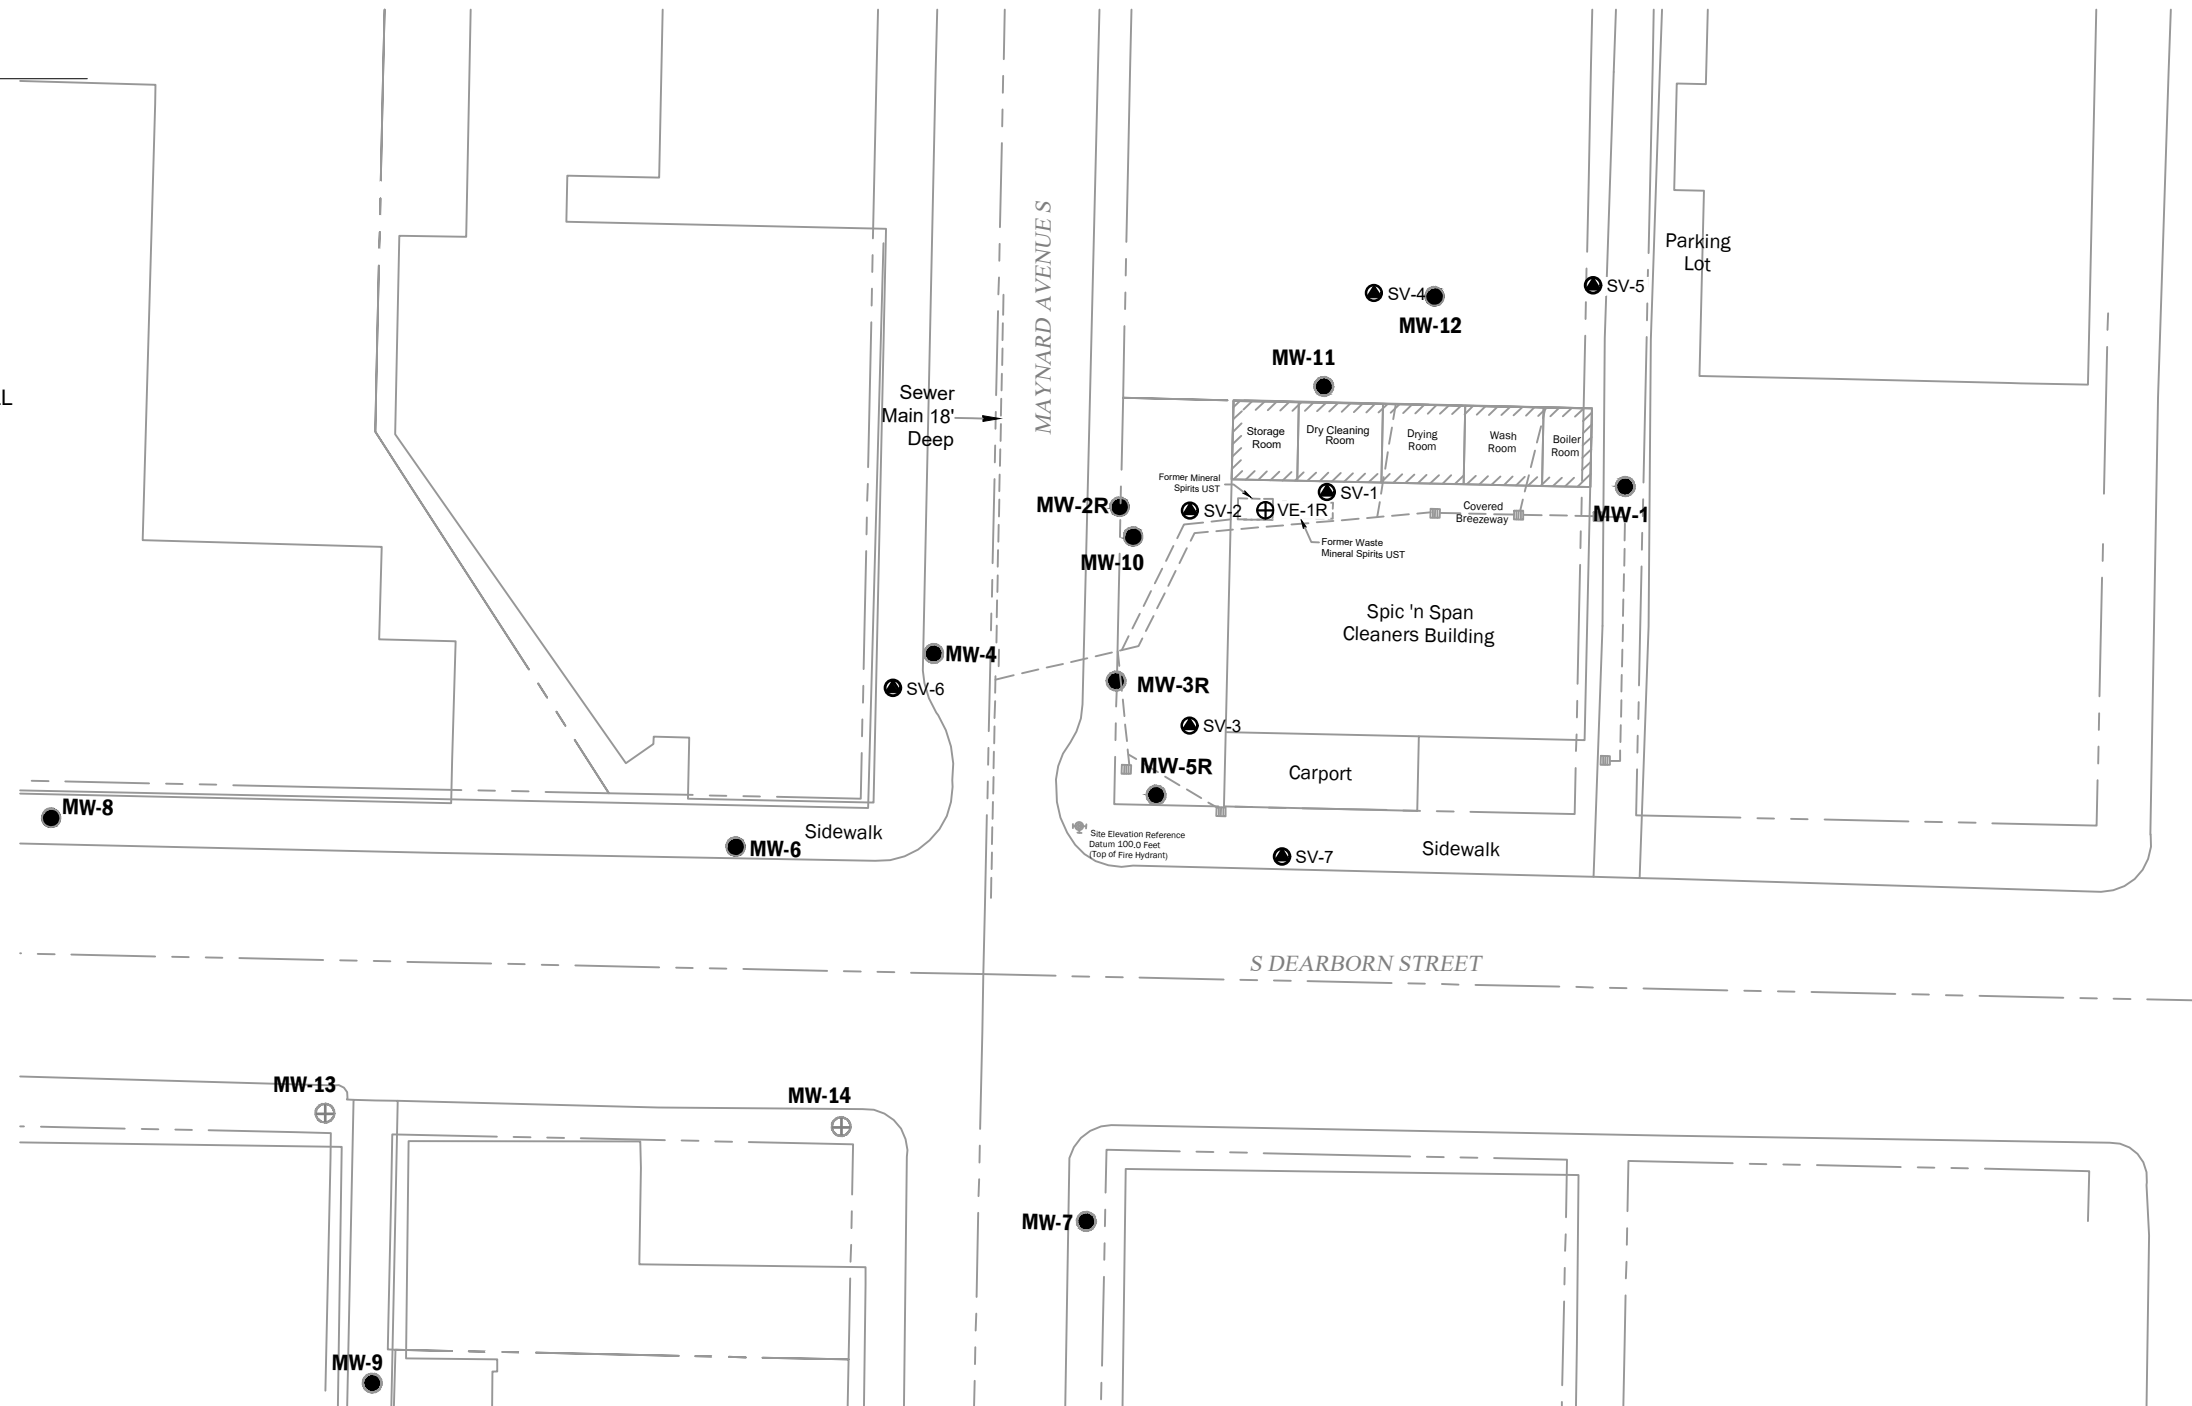 MAYNARD AVENUE S
Parking
Lot
SV-4
SV-5
MW-12
MW-11
L
Sewer
Main 18'
Deep
Storage
Room
Dry Cleaning
Room
Drying
Room
Wash
Room
Boiler
Room
Former Mineral
Spirits UST
SV-1
MW-2R
SV-2
VE-1R
Covered
Breezeway
MW-1
Former Waste
Mineral Spirits UST
MW-10
Spic 'n Span
Cleaners Building
MW-4
SV-6
MW-3R
SV-3
MW-5R
Carport
MW-8
Sidewalk
MW-6
Site Elevation Reference
Datum 100.0 Feet
(Top of Fire Hydrant)
SV-7
Sidewalk
S DEARBORN STREET
MW-13
MW-14
MW-7
MW-9